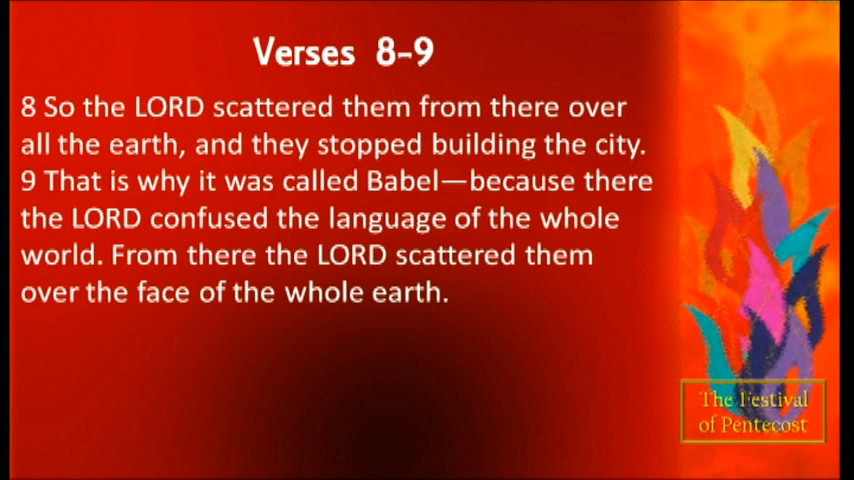 Verses 8-9
8 So the LORD scattered them from there over
all the earth, and they stopped building the city.
9 That is why it was called Babel—because there
the LORD confused the language of the whole
world. From there the LORD scattered them
over the face of the whole earth.
The Festival
of Pentecost